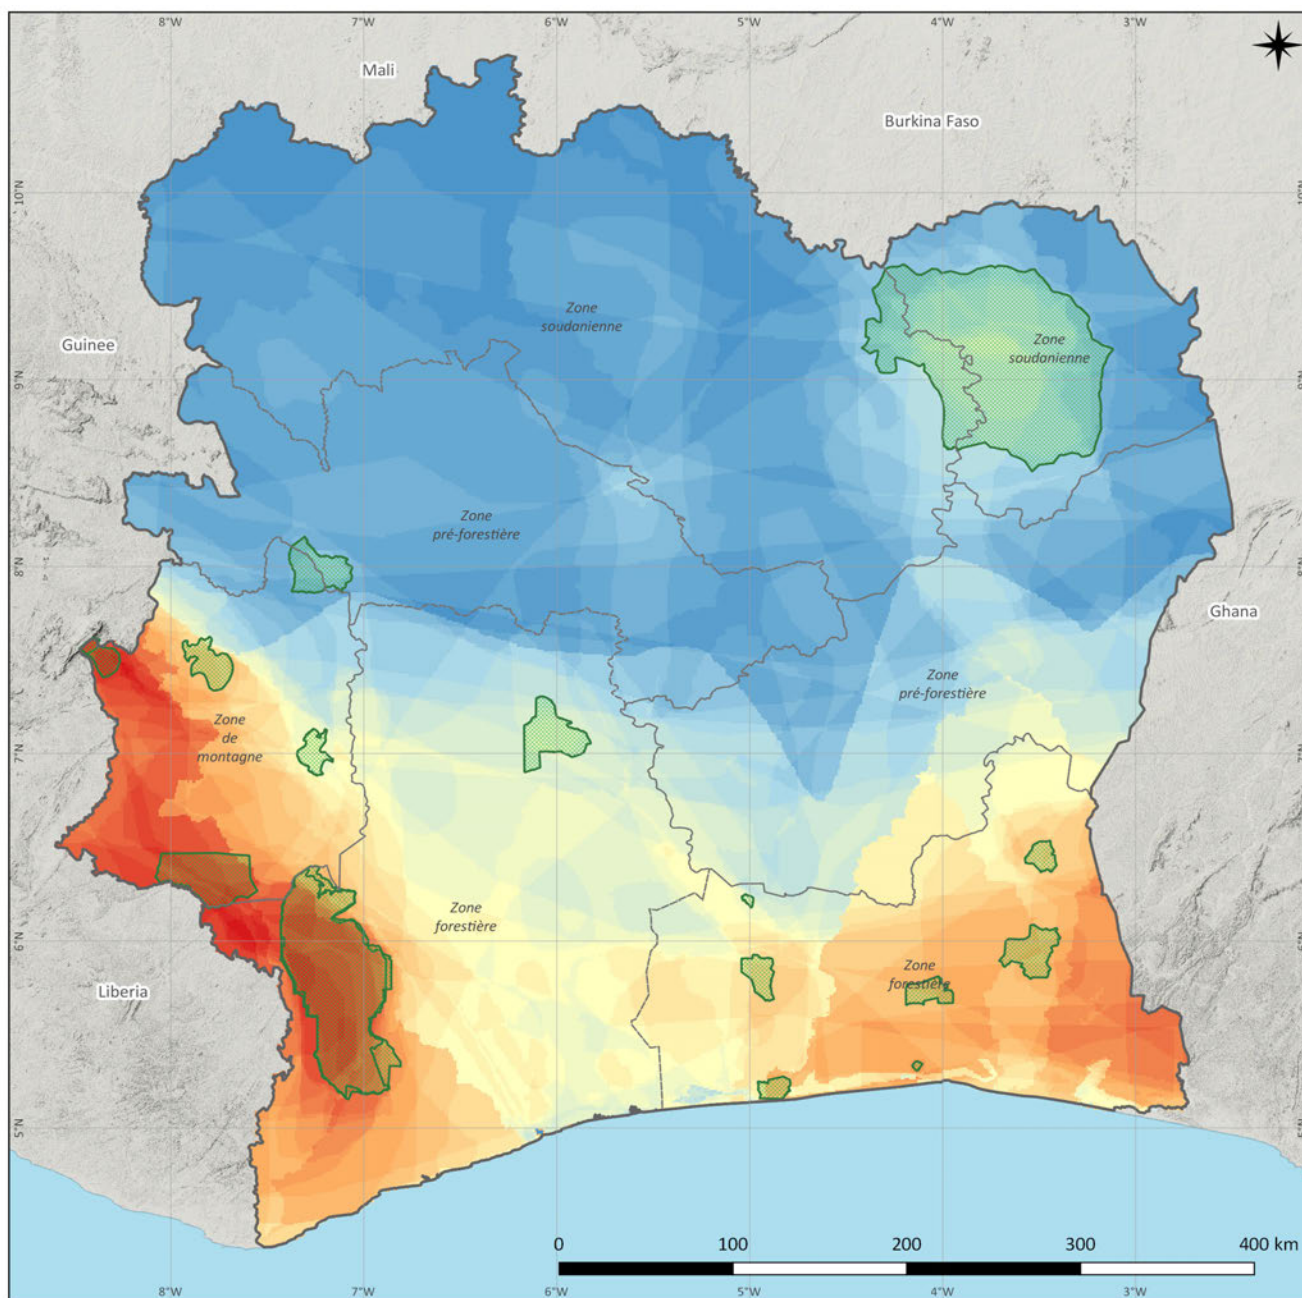 8°W 7°W 6°W 5°W 4°W 3°W
Mali
Burkina Faso
10°N 10°N
Zone
soudanienne
Guinee
Zone
soudanienne
9°N 9°N
Zone
pré-forestière
8°N 8°N
Ghana
Zone
pré-forestière
Zone
de
montagne
7°N 7°N
Zone
forestière
6°N 6°N
Zone
forestière
Liberia
5°N 5°N
0 100 200 300 400 km
8°W 7°W 6°W 5°W 4°W 3°W